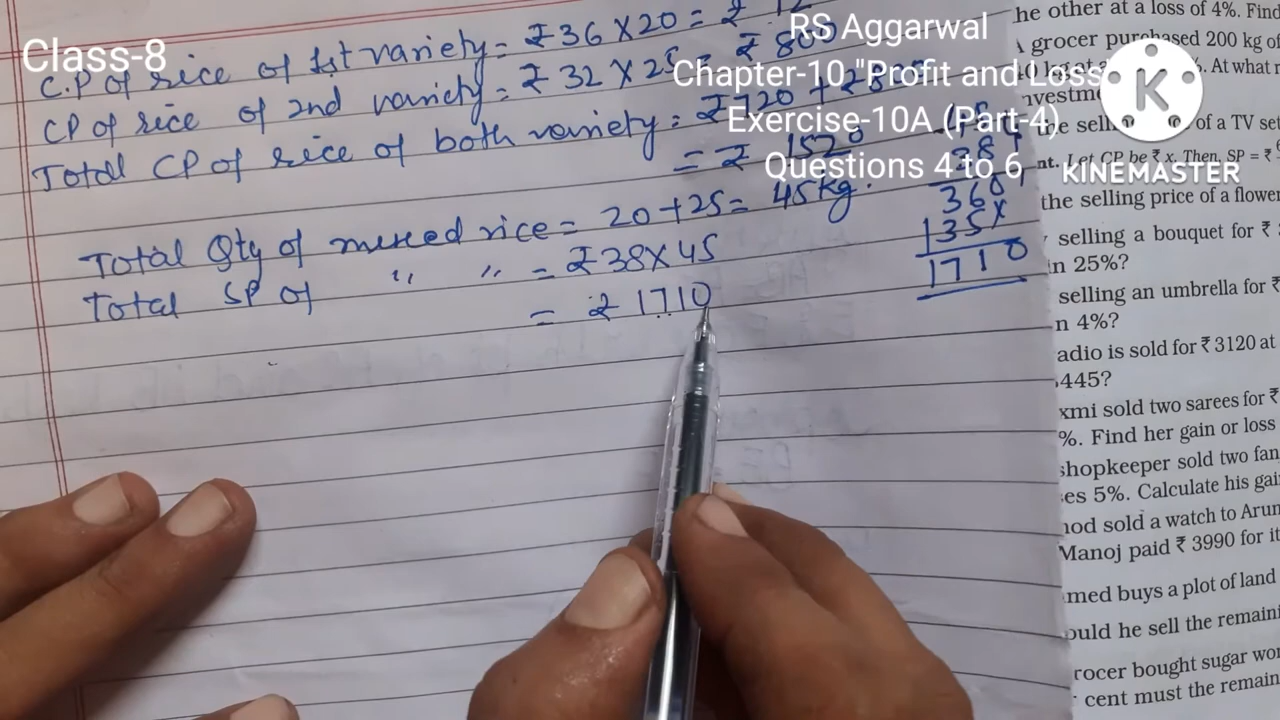 Class-8
RS Aggarwal
Chapter-10 "Profit and Loss"
Exercise-10A (Part-4)
Questions 4 to 6
K
KINEMASTER
C.P of rice of 1st variety = ₹36 × 20 = ₹
CP of rice of 2nd variety = ₹ 32 × 25 = ₹ 800
Total CP of rice of both variety = ₹720 +
= ₹ 1520
Total Qty of mixed rice = 20+25 = 45kg.
Total SP of " " = ₹38×45
= ₹ 1710
360
135×
1710
he other at a loss of 4%. Find
A grocer purchased 200 kg of
At what
nvestme
the sell of a TV set
nt. Let CP be ₹ x. Then, SP = ₹
the selling price of a flower
selling a bouquet for ₹
n 25%?
selling an umbrella for ₹
n 4%?
adio is sold for ₹ 3120 at
445?
xmi sold two sarees for ₹
%. Find her gain or loss
shopkeeper sold two fan
es 5%. Calculate his gai
nod sold a watch to Arun
Manoj paid ₹ 3990 for it
med buys a plot of land
ould he sell the remaini
rocer bought sugar wor
cent must the remain